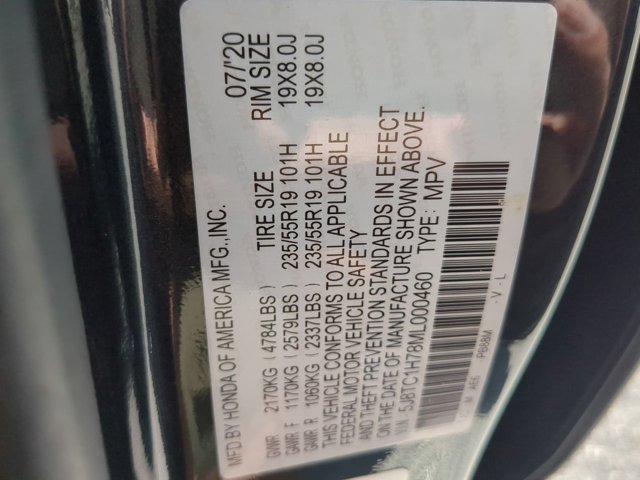 MFD BY HONDA OF AMERICA MFG., INC. 07/'20
GVWR 2170KG ( 4784LBS ) TIRE SIZE RIM SIZE
GAWR F 1170KG ( 2579LBS ) 235/55R19 101H 19X8.0J
GAWR R 1060KG ( 2337LBS ) 235/55R19 101H 19X8.0J
THIS VEHICLE CONFORMS TO ALL APPLICABLE
FEDERAL MOTOR VEHICLE SAFETY
AND THEFT PREVENTION STANDARDS IN EFFECT
ON THE DATE OF MANUFACTURE SHOWN ABOVE.
V.I.N. 5J8TC1H78ML000460 TYPE: MPV
P688M
- V - L